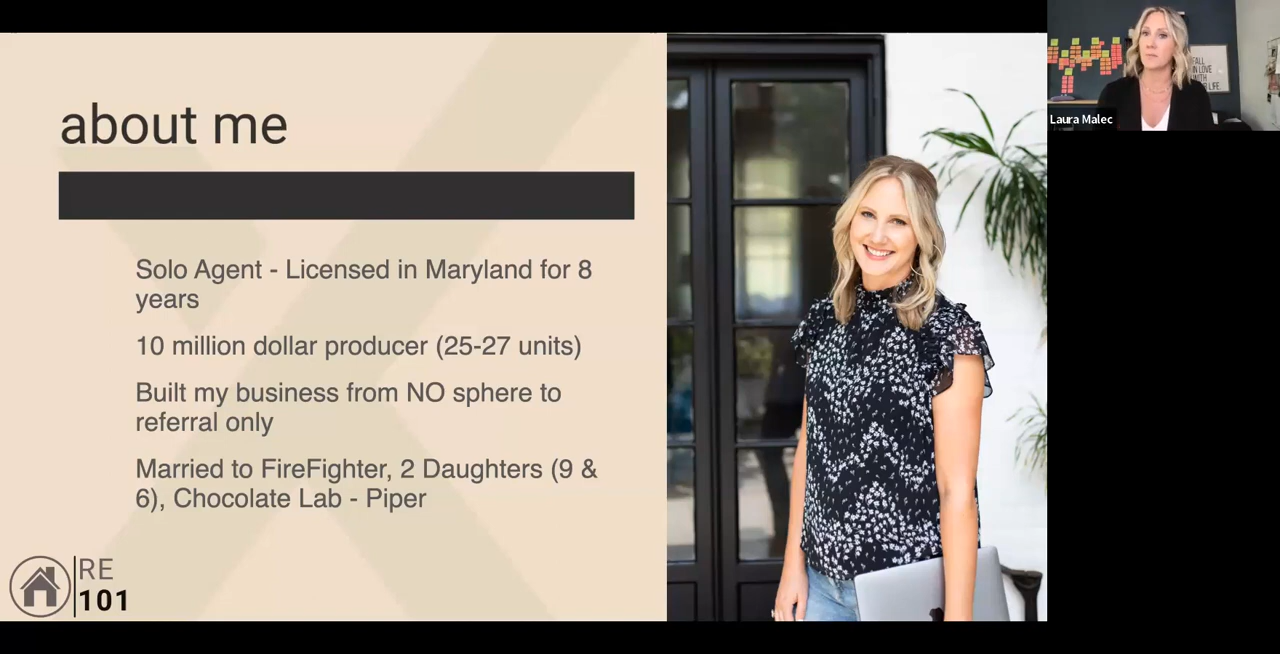 about me
Solo Agent - Licensed in Maryland for 8
years
10 million dollar producer (25-27 units)
Built my business from NO sphere to
referral only
Married to FireFighter, 2 Daughters (9 &
6), Chocolate Lab - Piper
RE
101
FALL
IN LOVE
WITH
LIFE.
Laura Malec